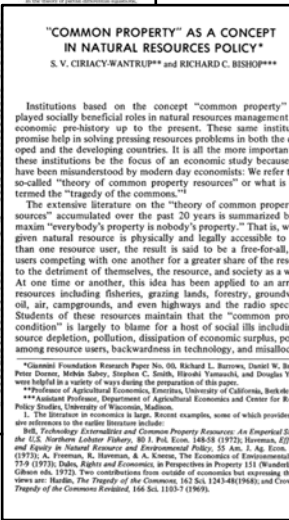 "COMMON PROPERTY" AS A CONCEPT
IN NATURAL RESOURCES POLICY*
S. V. CIRIACY-WANTRUP** and RICHARD C. BISHOP***
Institutions based on the concept "common property"
played socially beneficial roles in natural resources management
economic pre-history up to the present. These same institu
promise help in solving pressing resources problems in both the
oped and the developing countries. It is all the more important
these institutions be the focus of an economic study because
have been misunderstood by modern day economists: We refer t
so-called "theory of common property resources" or what is
termed the "tragedy of the commons."1
The extensive literature on the "theory of common proper
sources" accumulated over the past 20 years is summarized b
maxim "everybody's property is nobody's property." That is, w
given natural resource is physically and legally accessible to
than one resource user, the result is said to be a free-for-all,
users competing with one another for a greater share of the res
to the detriment of themselves, the resource, and society as a w
At one time or another, this idea has been applied to an arr
resources including fisheries, grazing lands, forestry, ground
oil, air, campgrounds, and even highways and the radio spec
Students of these resources maintain that the "common pro
condition" is largely to blame for a host of social ills includin
source depletion, pollution, dissipation of economic surplus, po
among resource users, backwardness in technology, and misalloc
*Giannini Foundation Research Paper No. Richard L. Barrows, Daniel W. B
Peter Dorner, Melvin Sabey, Stephen C. Smith, Hiroshi Yamauchi, and Douglas Y
were helpful in a variety of ways during the preparation of this paper.
**Professor of Agricultural Economics, Emeritus, University of California, Berkele
***Assistant Professor, Department of Agricultural Economics and Center for R
Policy Studies, University of Wisconsin, Madison.
1. The literature in economics is large. Recent examples, some of which provide
sive references to the earlier literature include:
Bell, Technology Externalities and Common Property Resources: An Empirical S
the U.S. Northern Lobster Fishery, 80 J. Pol. Econ. 148-58 (1972); Haveman, Eff
and Equity in Natural Resource and Environmental Policy, 55 Am. J. Ag. Econ.
(1973); A. Freeman, R. Haveman, & A. Kneese, The Economics of Environmental
77-9 (1973); Dales, Rights and Economics, in Perspectives in Property 151 (Wunderl
Gibson eds. 1972). Two contributions from outside of economics but expressing th
views are: Hardin, The Tragedy of the Commons, 162 Sci. 1243-48(1968); and Crow
Tragedy of the Commons Revisited, 166 Sci. 1103-7 (1969).